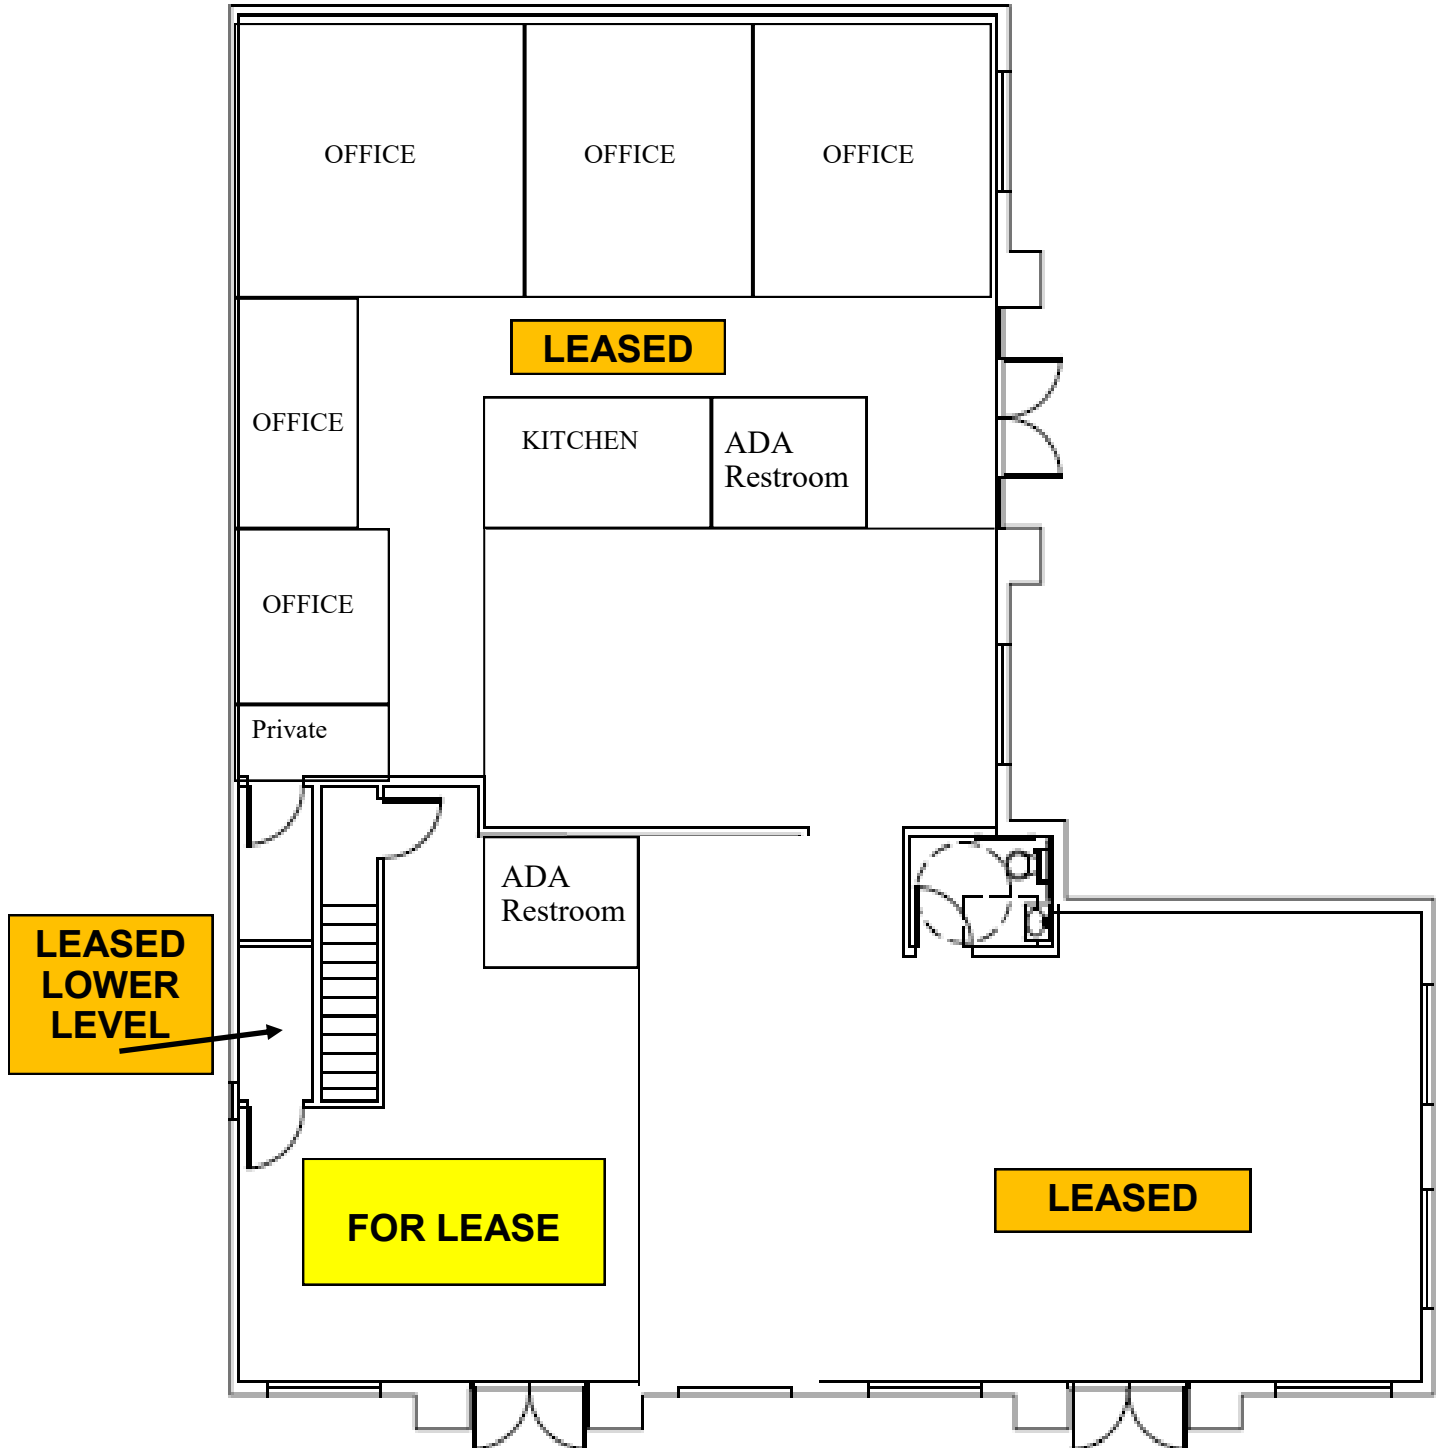 OFFICE
OFFICE
OFFICE
LEASED
OFFICE
KITCHEN
ADA
Restroom
OFFICE
Private
ADA
Restroom
LEASED
LOWER
LEVEL
LEASED
FOR LEASE